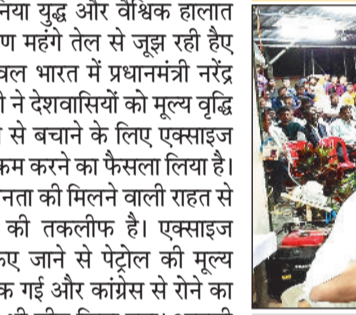 निया युद्ध और वैश्विक हालात
ण महंगे तेल से जूझ रही हैए
वल भारत में प्रधानमंत्री नरेंद्र
ी ने देशवासियों को मूल्य वृद्धि
से बचाने के लिए एक्साइज
कम करने का फैसला लिया है।
नता की मिलने वाली राहत से
की तकलीफ है। एक्साइज
ए जाने से पेट्रोल की मूल्य
क गई और कांग्रेस से रोने का